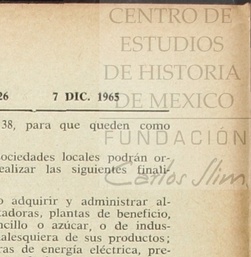 CENTRO DE
ESTUDIOS
DE HISTORIA
DE MEXICO
FUNDACIÓN
Carlos Slim
26 7 DIC. 1965
38, para que queden como
ociedades locales podrán or-
ealizar las siguientes finali-
o adquirir y administrar al-
tadoras, plantas de beneficio,
ncillo o azúcar, o de indus-
alesquiera de sus productos;
ras de energía eléctrica, pre-